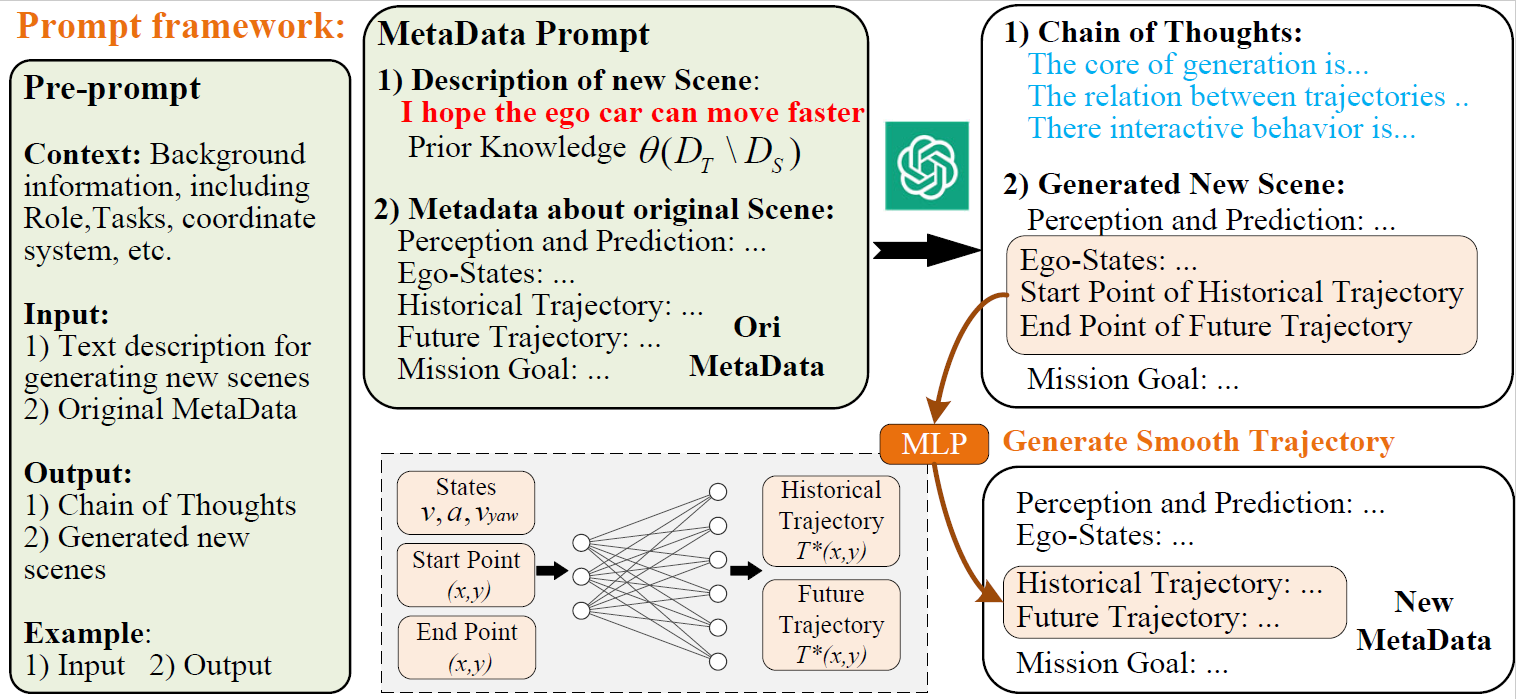 Prompt framework:
Pre-prompt
Context: Background
information, including
Role,Tasks, coordinate
system, etc.
Input:
1) Text description for
generating new scenes
2) Original MetaData
Output:
1) Chain of Thoughts
2) Generated new
scenes
Example:
1) Input 2) Output
MetaData Prompt
1) Description of new Scene:
I hope the ego car can move faster
Prior Knowledge θ(D_T \ D_S)
2) Metadata about original Scene:
Perception and Prediction: ...
Ego-States: ...
Historical Trajectory: ...
Future Trajectory: ...
Mission Goal: ...
Ori
MetaData
1) Chain of Thoughts:
The core of generation is...
The relation between trajectories ..
There interactive behavior is...
2) Generated New Scene:
Perception and Prediction: ...
Ego-States: ...
Start Point of Historical Trajectory
End Point of Future Trajectory
Mission Goal: ...
MLP
Generate Smooth Trajectory
States
v, a, v_yaw
Start Point
(x,y)
End Point
(x,y)
Historical
Trajectory
T*(x,y)
Future
Trajectory
T*(x,y)
Perception and Prediction: ...
Ego-States: ...
Historical Trajectory: ...
Future Trajectory: ...
Mission Goal: ...
New
MetaData